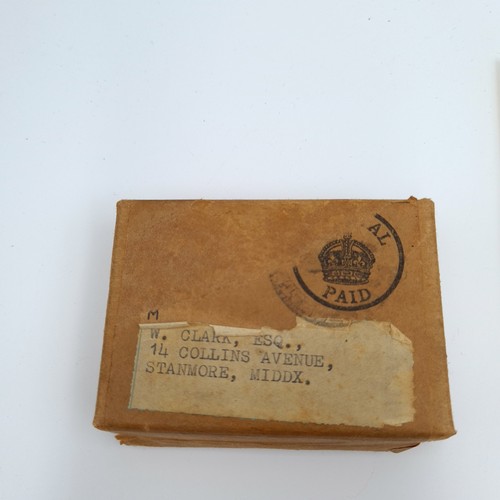 AL
PAID
M
W. CLARK, ESQ.,
14 COLLINS AVENUE,
STANMORE, MIDDX.